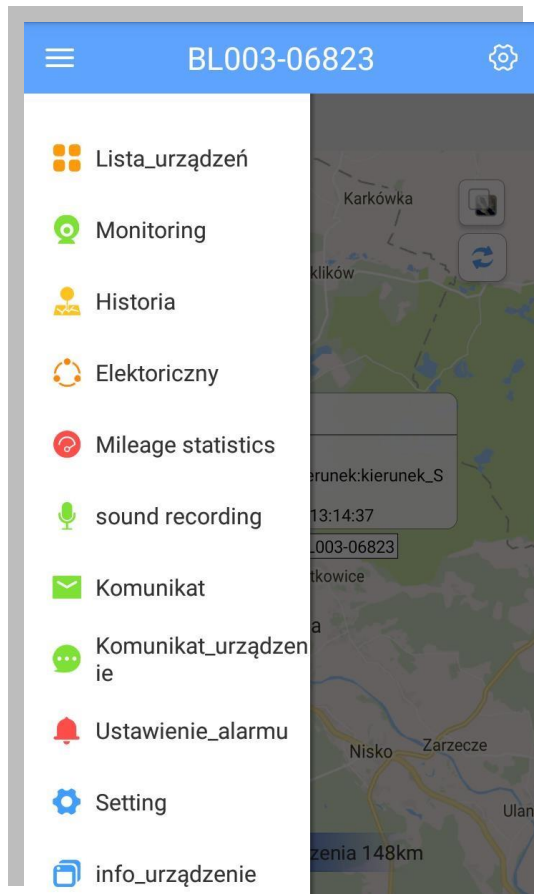 BL003-06823
Lista_urządzeń
Karkówka
Monitoring
klików
Historia
Elektoriczny
Mileage statistics
erunek:kierunek_S
sound recording
13:14:37
L003-06823
Komunikat
tkowice
a
Komunikat_urządzen
ie
Ustawienie_alarmu
Nisko
Zarzecze
Setting
Ulan
zenia 148km
info_urządzenie